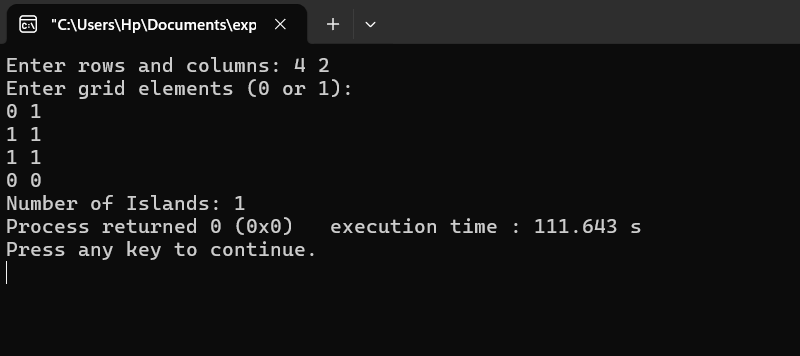 "C:\Users\Hp\Documents\exp
Enter rows and columns: 4 2
Enter grid elements (0 or 1):
0 1
1 1
1 1
0 0
Number of Islands: 1
Process returned 0 (0x0)   execution time : 111.643 s
Press any key to continue.